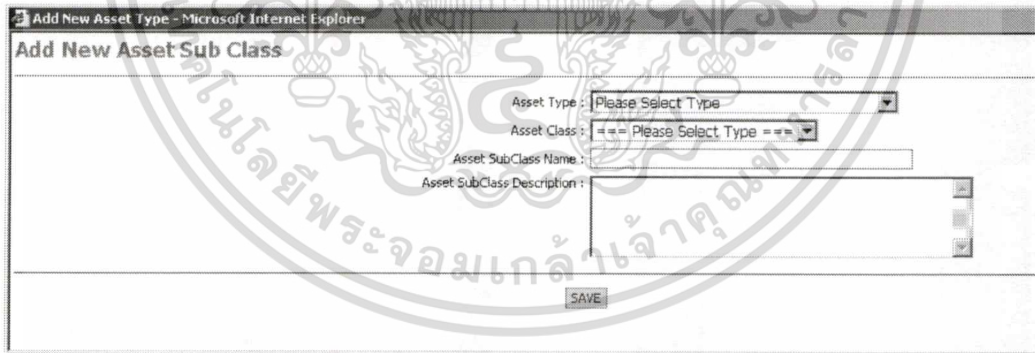 Add New Asset Type - Microsoft Internet Explorer
Add New Asset Sub Class
Asset Type : Please Select Type
Asset Class : === Please Select Type ===
Asset SubClass Name :
Asset SubClass Description :
SAVE